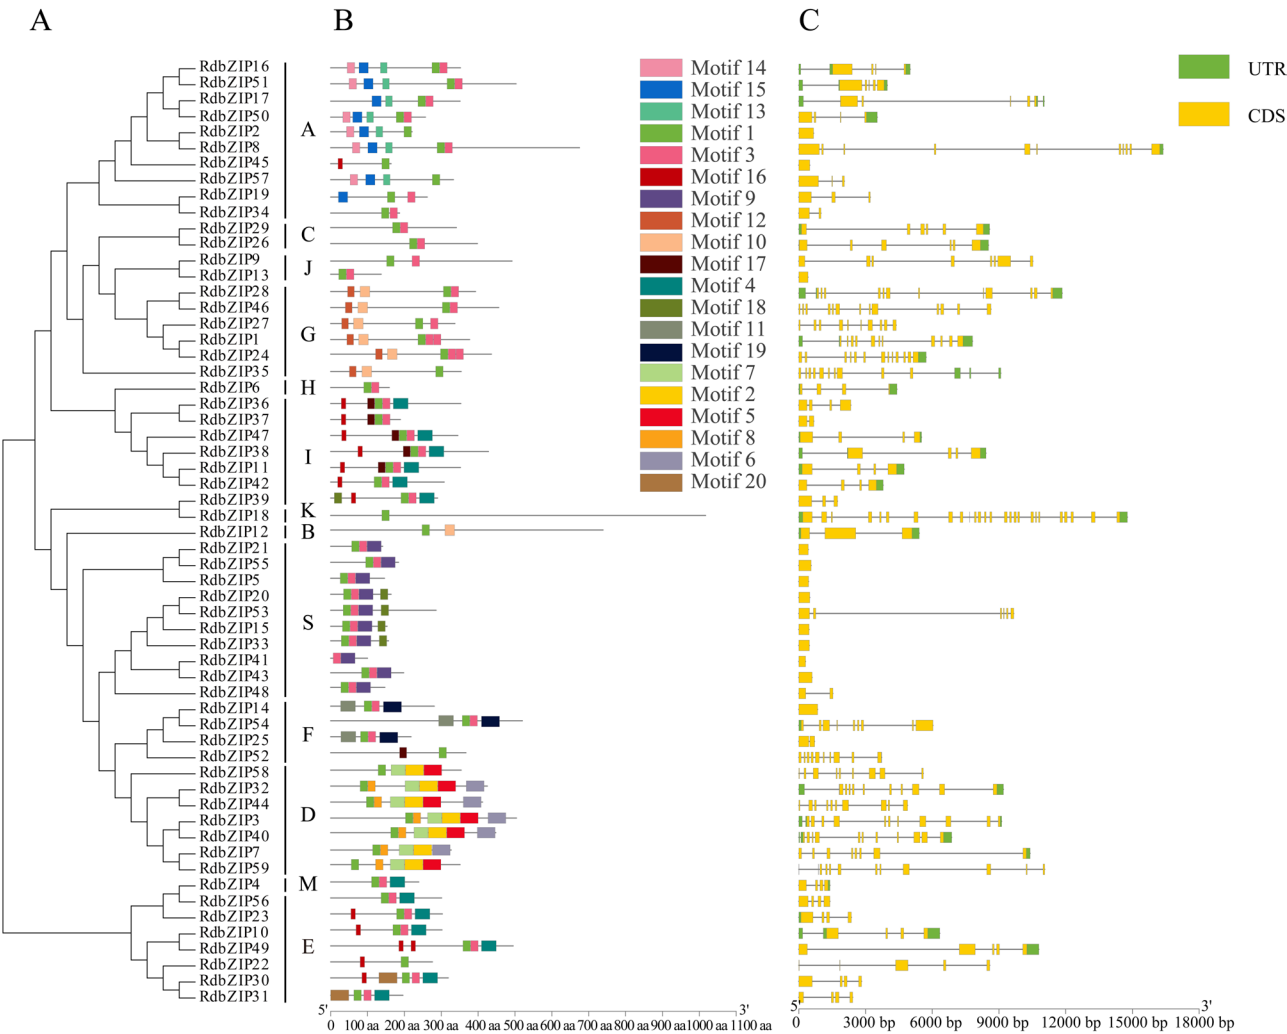 A
B
C
RdbZIP16
RdbZIP51
RdbZIP17
RdbZIP50
RdbZIP2
RdbZIP8
RdbZIP45
RdbZIP57
RdbZIP19
RdbZIP34
RdbZIP29
RdbZIP26
RdbZIP9
RdbZIP13
RdbZIP28
RdbZIP46
RdbZIP27
RdbZIP1
RdbZIP24
RdbZIP35
RdbZIP6
RdbZIP36
RdbZIP37
RdbZIP47
RdbZIP38
RdbZIP11
RdbZIP42
RdbZIP39
RdbZIP18
RdbZIP12
RdbZIP21
RdbZIP55
RdbZIP5
RdbZIP20
RdbZIP53
RdbZIP15
RdbZIP33
RdbZIP41
RdbZIP43
RdbZIP48
RdbZIP14
RdbZIP54
RdbZIP25
RdbZIP52
RdbZIP58
RdbZIP32
RdbZIP44
RdbZIP3
RdbZIP40
RdbZIP7
RdbZIP59
RdbZIP4
RdbZIP56
RdbZIP23
RdbZIP10
RdbZIP49
RdbZIP22
RdbZIP30
RdbZIP31
A
C
J
G
H
I
K
B
S
F
D
M
E
Motif 14
Motif 15
Motif 13
Motif 1
Motif 3
Motif 16
Motif 9
Motif 12
Motif 10
Motif 17
Motif 4
Motif 18
Motif 11
Motif 19
Motif 7
Motif 2
Motif 5
Motif 8
Motif 6
Motif 20
UTR
CDS
5' 3'
0 100 aa 200 aa 300 aa 400 aa 500 aa 600 aa 700 aa 800 aa 900 aa 1000 aa 1100 aa
5' 3'
0 3000 bp 6000 bp 9000 bp 12000 bp 15000 bp 18000 bp